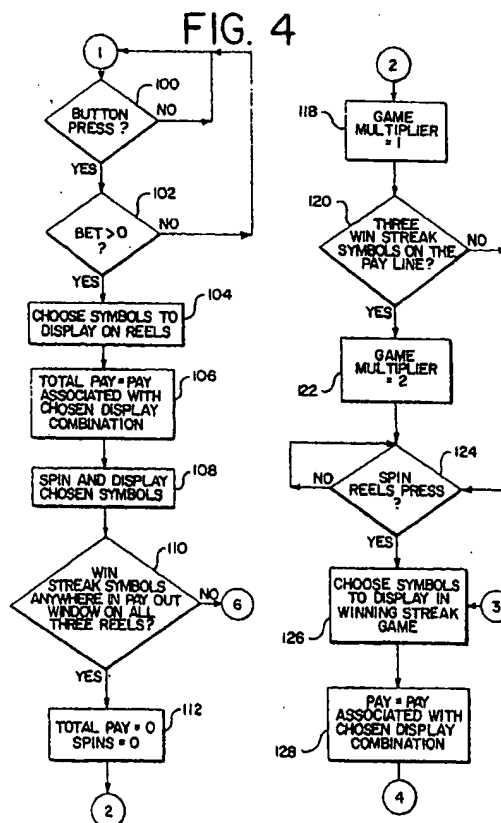 FIG. 4
1
100
BUTTON
PRESS ?
NO
YES
102
BET>0
?
NO
YES
104
CHOOSE SYMBOLS TO
DISPLAY ON REELS
106
TOTAL PAY = PAY
ASSOCIATED WITH
CHOSEN DISPLAY
COMBINATION
108
SPIN AND DISPLAY
CHOSEN SYMBOLS
110
WIN
STREAK SYMBOLS
ANYWHERE IN PAY OUT
WINDOW ON ALL
THREE REELS?
NO
6
YES
112
TOTAL PAY = 0
SPINS = 0
2
2
118
GAME
MULTIPLIER
= 1
120
THREE
WIN STREAK
SYMBOLS ON THE
PAY LINE?
NO
YES
GAME
MULTIPLIER
= 2
122
124
SPIN
REELS PRESS
?
NO
YES
CHOOSE SYMBOLS
TO DISPLAY IN
WINNING STREAK
GAME
3
126
PAY = PAY
ASSOCIATED WITH
CHOSEN DISPLAY
COMBINATION
128
4